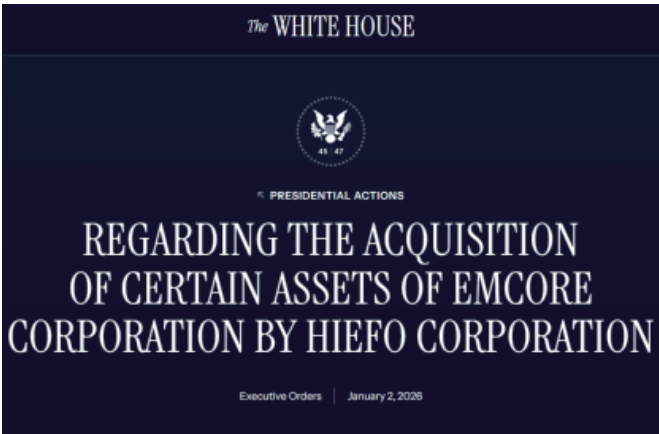 The WHITE HOUSE
45 47
PRESIDENTIAL ACTIONS
REGARDING THE ACQUISITION
OF CERTAIN ASSETS OF EMCORE
CORPORATION BY HIEFO CORPORATION
Executive Orders | January 2, 2026